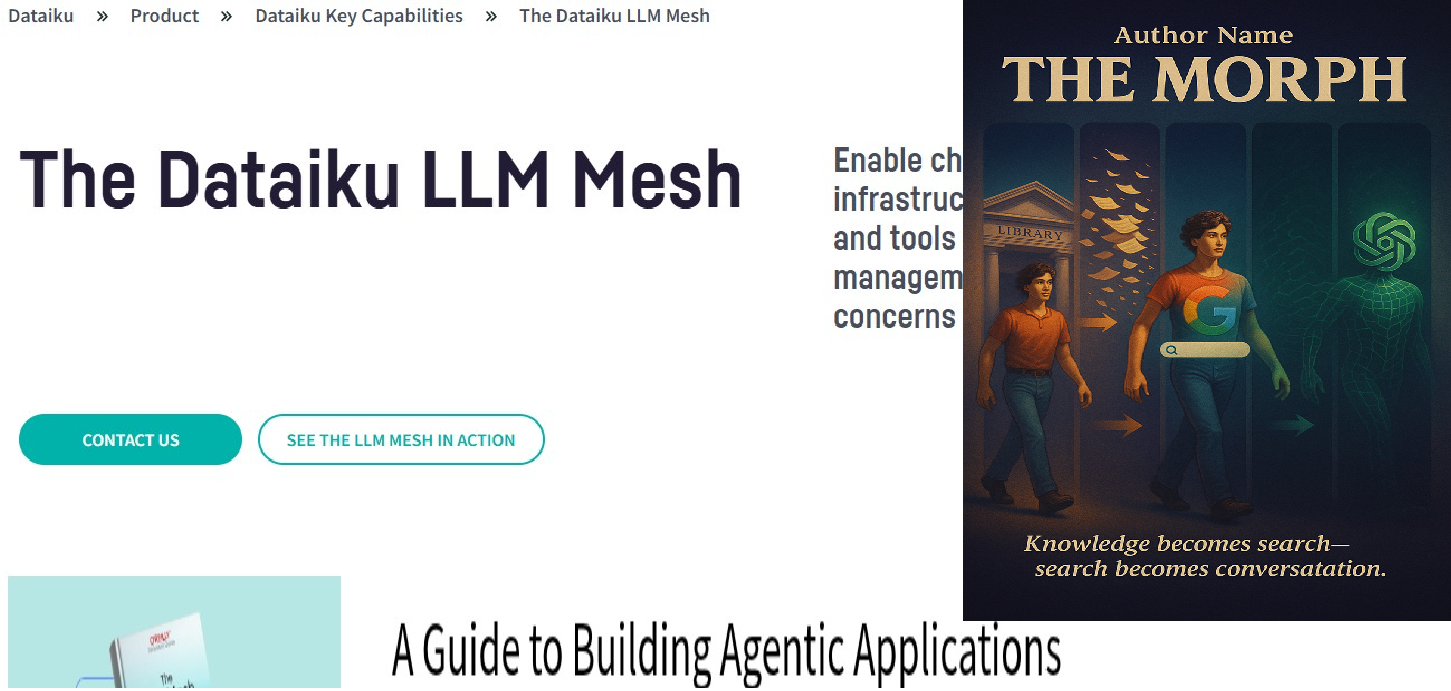 Dataiku » Product » Dataiku Key Capabilities » The Dataiku LLM Mesh
The Dataiku LLM Mesh
Enable ch
infrastruc
and tools
managem
concerns
CONTACT US
SEE THE LLM MESH IN ACTION
Author Name
THE MORPH
LIBRARY
G
Knowledge becomes search—
search becomes conversatation.
O'REILLY
The
A Guide to Building Agentic Applications